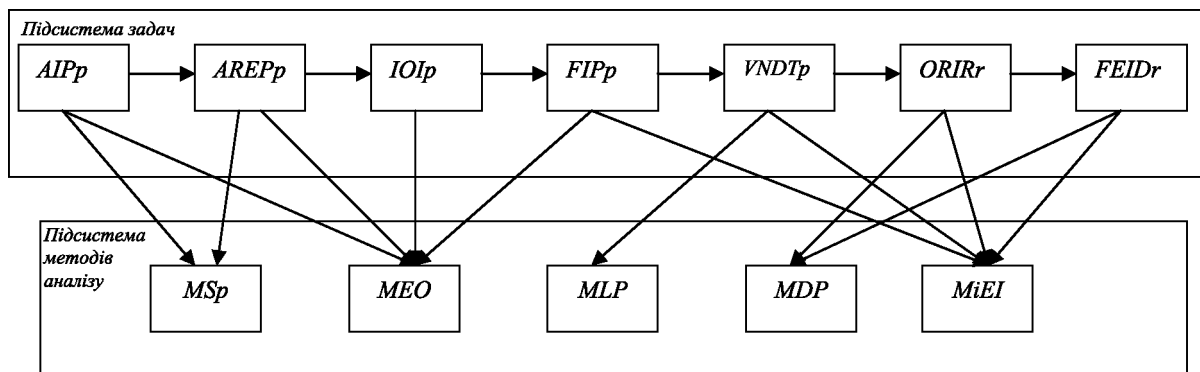 Підсистема задач
AIPp
AREPp
IOIp
FIPp
VNDTp
ORIRr
FEIDr
Підсистема
методів
аналізу
MSp
MEO
MLP
MDP
MiEI